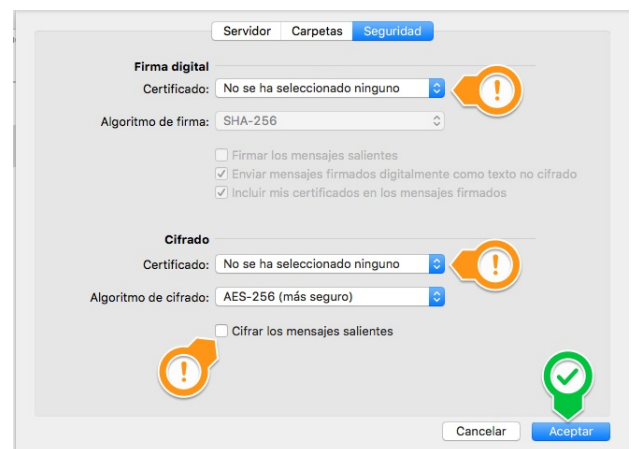 Servidor Carpetas Seguridad
Firma digital
Certificado: No se ha seleccionado ninguno
Algoritmo de firma: SHA-256
Firmar los mensajes salientes
Enviar mensajes firmados digitalmente como texto no cifrado
Incluir mis certificados en los mensajes firmados
Cifrado
Certificado: No se ha seleccionado ninguno
Algoritmo de cifrado: AES-256 (más seguro)
Cifrar los mensajes salientes
Cancelar Aceptar